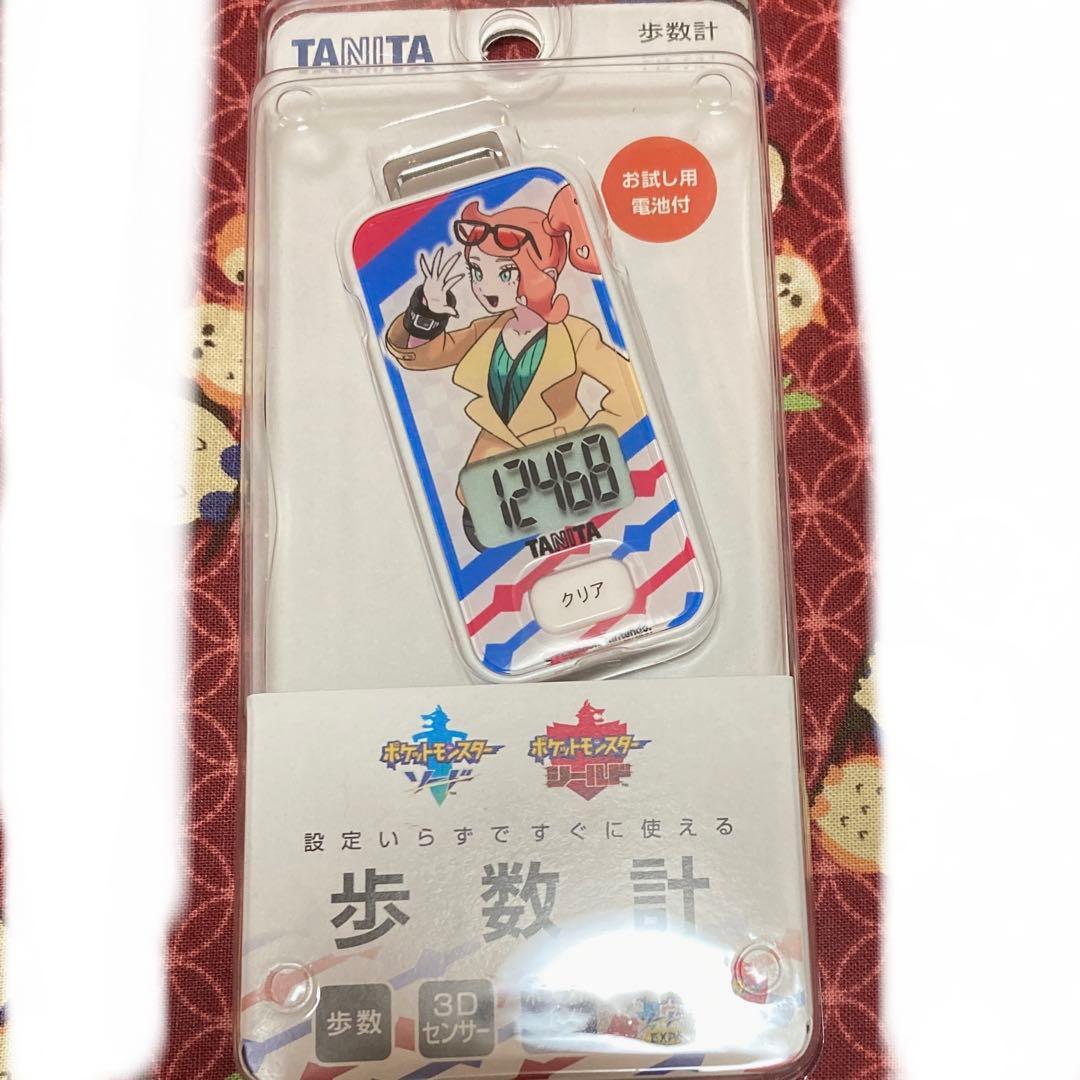 TANITA
歩数計
お試し用
電池付
12468
TANITA
クリア
ポケットモンスター
ソード
ポケットモンスター
シールド
設定いらずですぐに使える
歩数計
歩数
3D
センサー